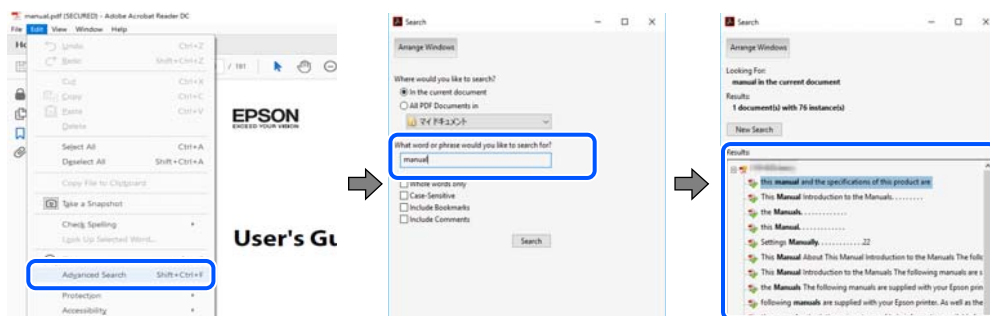 manual.pdf (SECURED) - Adobe Acrobat Reader DC
File Edit View Window Help
Undo Ctrl+Z
Redo Shift+Ctrl+Z
Cut Ctrl+X
Copy Ctrl+C
Paste Ctrl+V
Delete
Select All Ctrl+A
Deselect All Shift+Ctrl+A
Copy File to Clipboard
Take a Snapshot
Check Spelling
Look Up Selected Word...
Advanced Search Shift+Ctrl+F
Protection
Accessibility
/ 181
EPSON
EXCEED YOUR VISION
User's Gu
Search
Arrange Windows
Where would you like to search?
In the current document
All PDF Documents in
マイ ドキュメント
What word or phrase would you like to search for?
manual
Whole words only
Case-Sensitive
Include Bookmarks
Include Comments
Search
Search
Arrange Windows
Looking For:
manual in the current document
Results:
1 document(s) with 76 instance(s)
New Search
Results:
this manual and the specifications of this product are
This Manual Introduction to the Manuals. . . . . . . . .
the Manuals. . . . . . . . . . . . .
this Manual. . . . . . . . . . . . .
Settings Manually. . . . . . . . . . . . .22
This Manual About This Manual Introduction to the Manuals The follo
This Manual Introduction to the Manuals The following manuals are s
the Manuals The following manuals are supplied with your Epson prin
following manuals are supplied with your Epson printer. As well as the